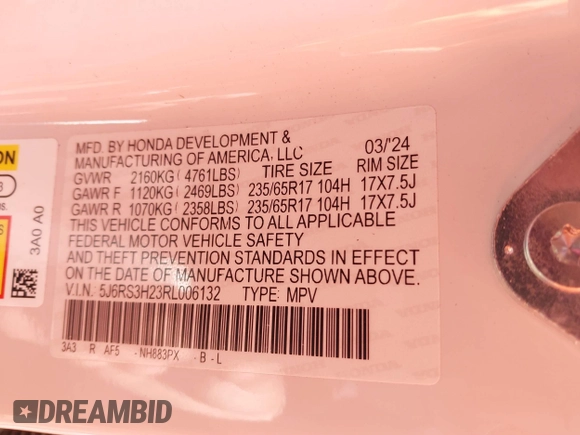 ON
3
s.
S
3A0 A0
MFD. BY HONDA DEVELOPMENT &
MANUFACTURING OF AMERICA, LLC 03/'24
GVWR 2160KG(4761LBS) TIRE SIZE RIM SIZE
GAWR F 1120KG(2469LBS) 235/65R17 104H 17X7.5J
GAWR R 1070KG(2358LBS) 235/65R17 104H 17X7.5J
THIS VEHICLE CONFORMS TO ALL APPLICABLE
FEDERAL MOTOR VEHICLE SAFETY
AND THEFT PREVENTION STANDARDS IN EFFECT ON
THE DATE OF MANUFACTURE SHOWN ABOVE.
V.I.N. 5J6RS3H23RL006132 TYPE: MPV
3A3 R AF5 -NH883PX -B-L
DREAMBID